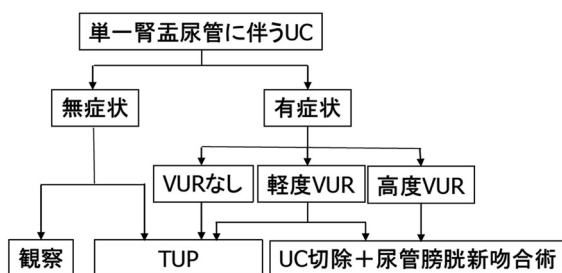 単一腎盂尿管に伴うUC
無症状
有症状
VURなし
軽度VUR
高度VUR
観察
TUP
UC切除＋尿管膀胱新吻合術